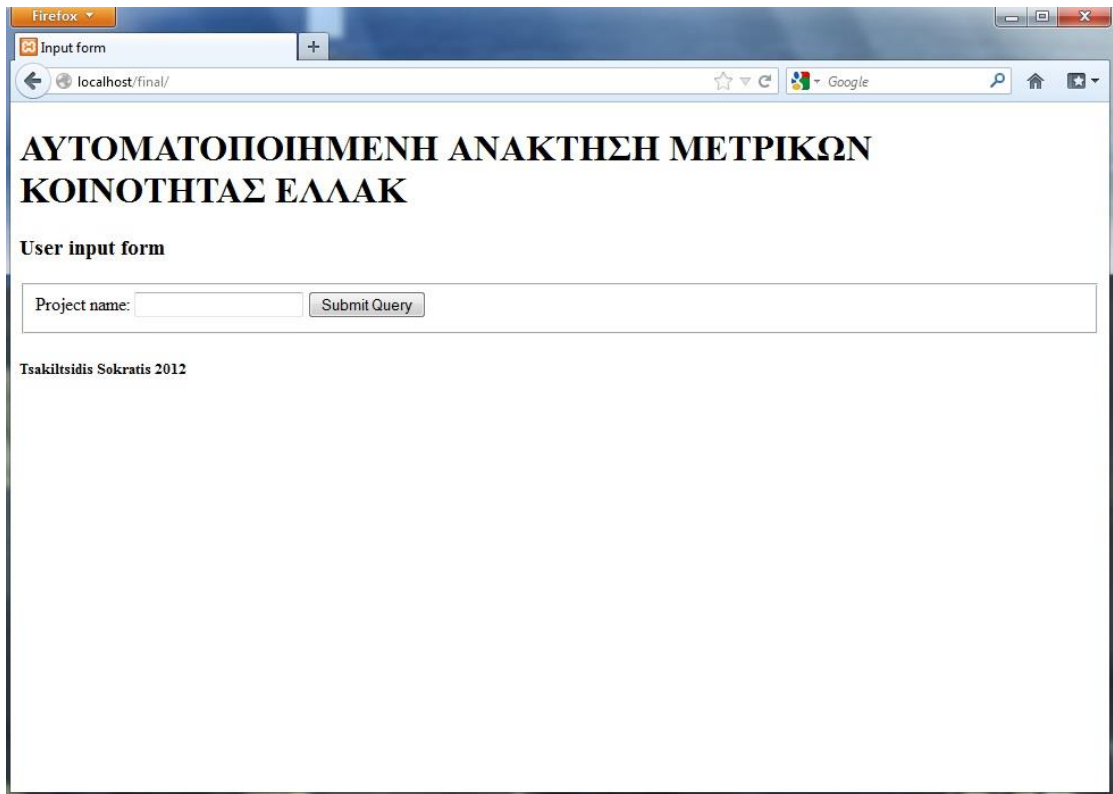 Firefox
Input form
localhost/final/
Google
ΑΥΤΟΜΑΤΟΠΟΙΗΜΕΝΗ ΑΝΑΚΤΗΣΗ ΜΕΤΡΙΚΩΝ
ΚΟΙΝΟΤΗΤΑΣ ΕΛΛΑΚ
User input form
Project name: Submit Query
Tsakiltsidis Sokratis 2012